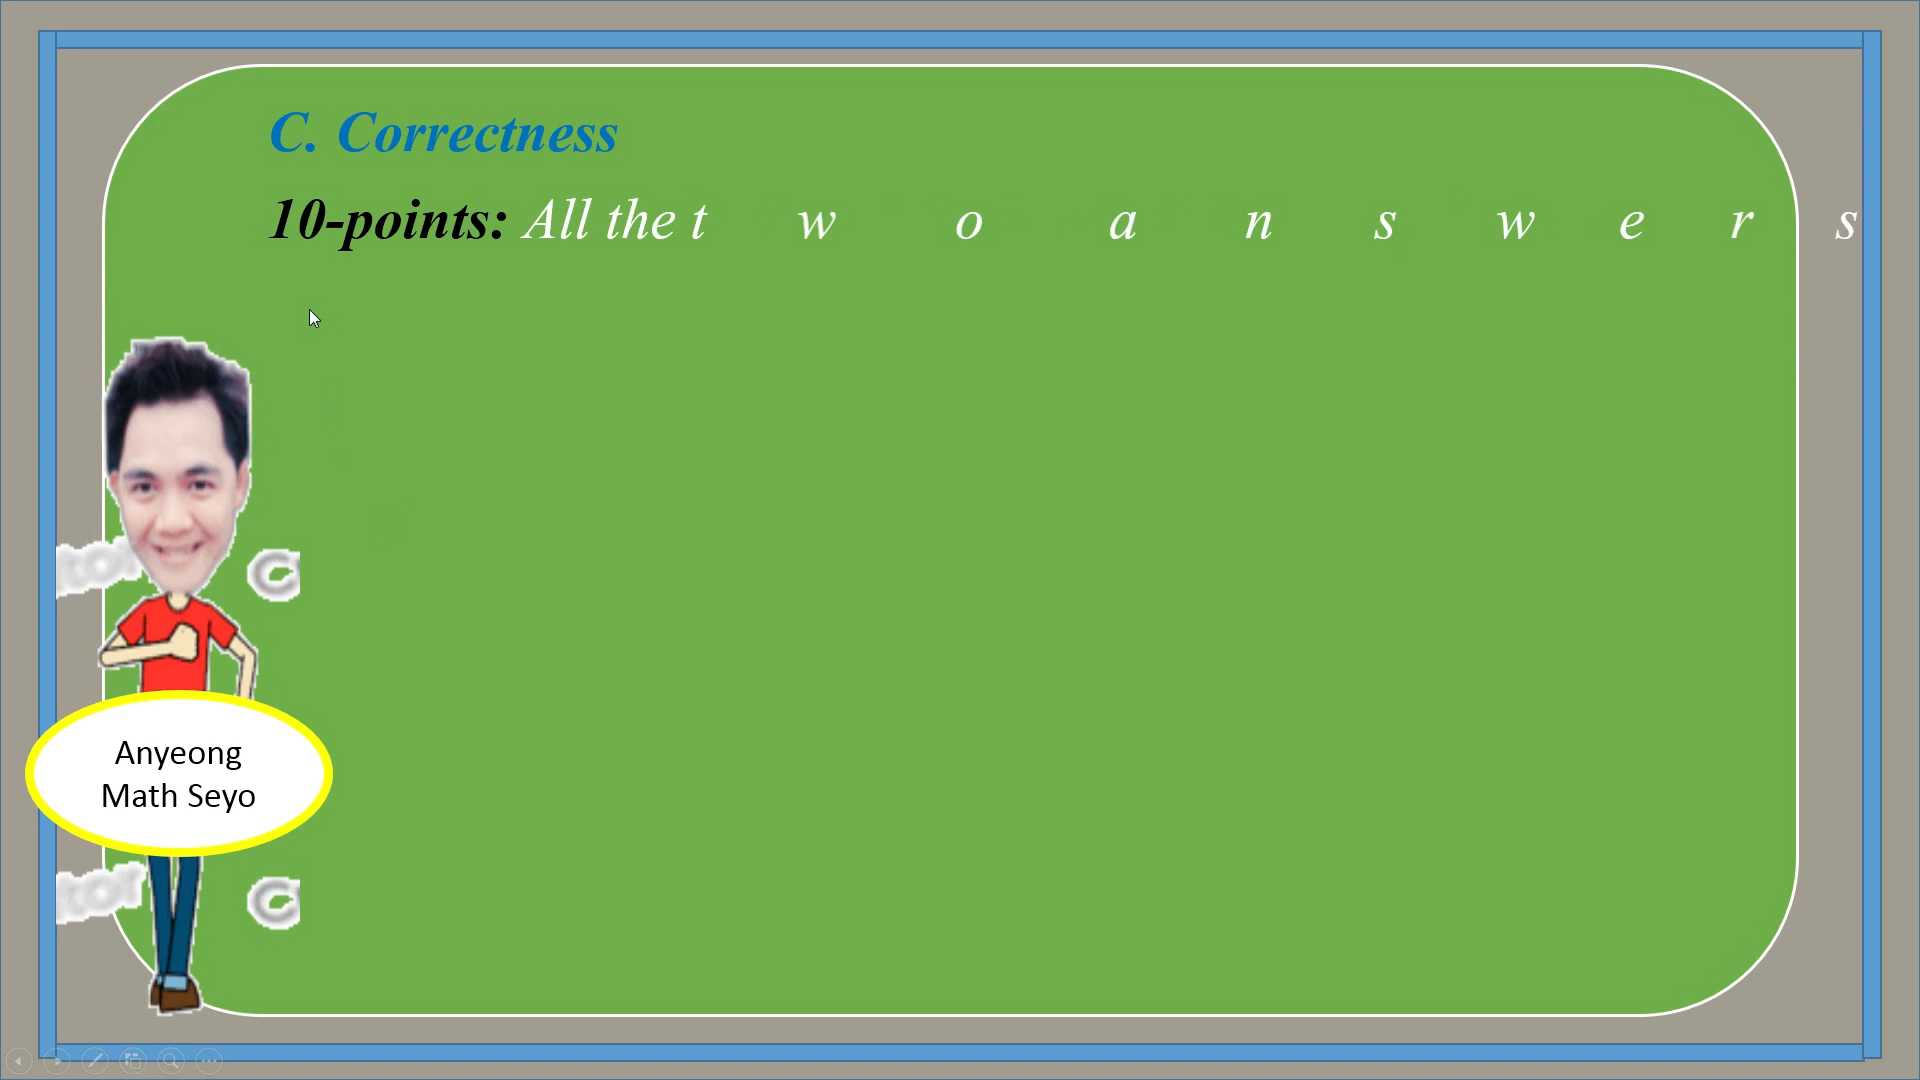 C. Correctness
10-points: All the t w o a n s w e r s
Anyeong
Math Seyo